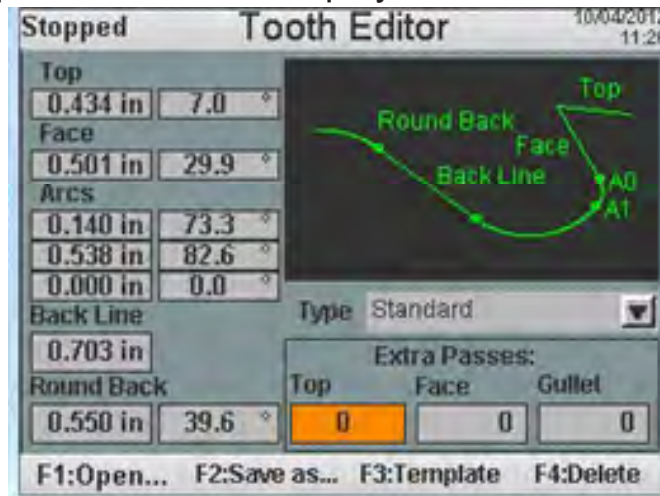 Stopped Tooth Editor 10/04/2012
11:26
Top
0.434 in 7.0 °
Face
0.501 in 29.9 °
Arcs
0.140 in 73.3 °
0.538 in 82.6 °
0.000 in 0.0 °
Back Line
0.703 in
Round Back
0.550 in 39.6 °
Top
Round Back
Face
Back Line
A0
A1
Type Standard
Extra Passes:
Top Face Gullet
0 0 0
F1:Open... F2:Save as... F3:Template F4:Delete